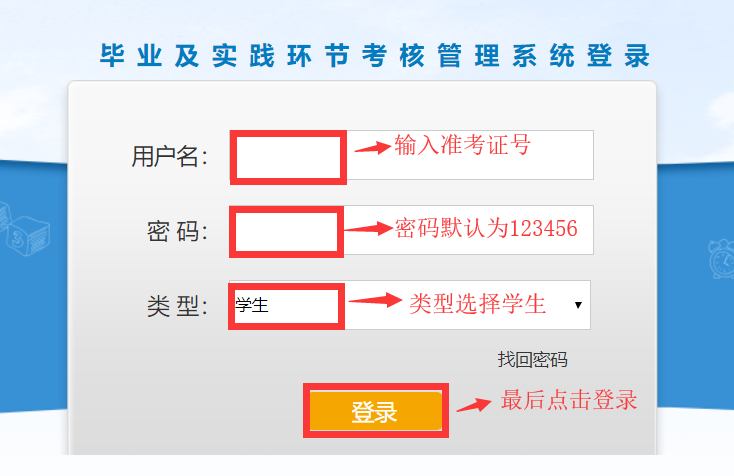 毕业及实践环节考核管理系统登录
用户名： 输入准考证号
密 码： 密码默认为123456
类 型： 学生 类型选择学生
找回密码
登录 最后点击登录